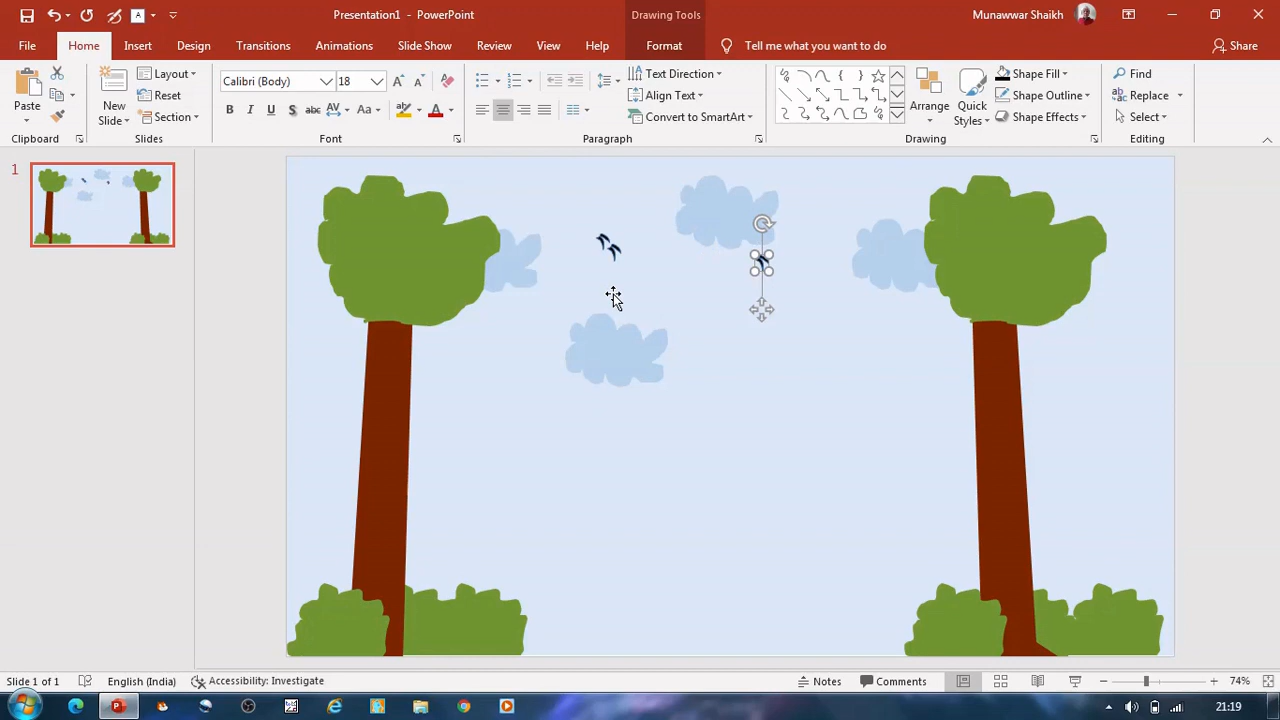 Presentation1 - PowerPoint
Drawing Tools
Munawwar Shaikh
File Home Insert Design Transitions Animations Slide Show Review View Help Format Tell me what you want to do Share
Paste
New Slide
Layout
Reset
Section
Calibri (Body) 18
B I U S abc AV Aa A
Text Direction
Align Text
Convert to SmartArt
Arrange
Quick Styles
Shape Fill
Shape Outline
Shape Effects
Find
Replace
Select
Clipboard Slides Font Paragraph Drawing Editing
1
Slide 1 of 1 English (India) Accessibility: Investigate Notes Comments 74%
21:19